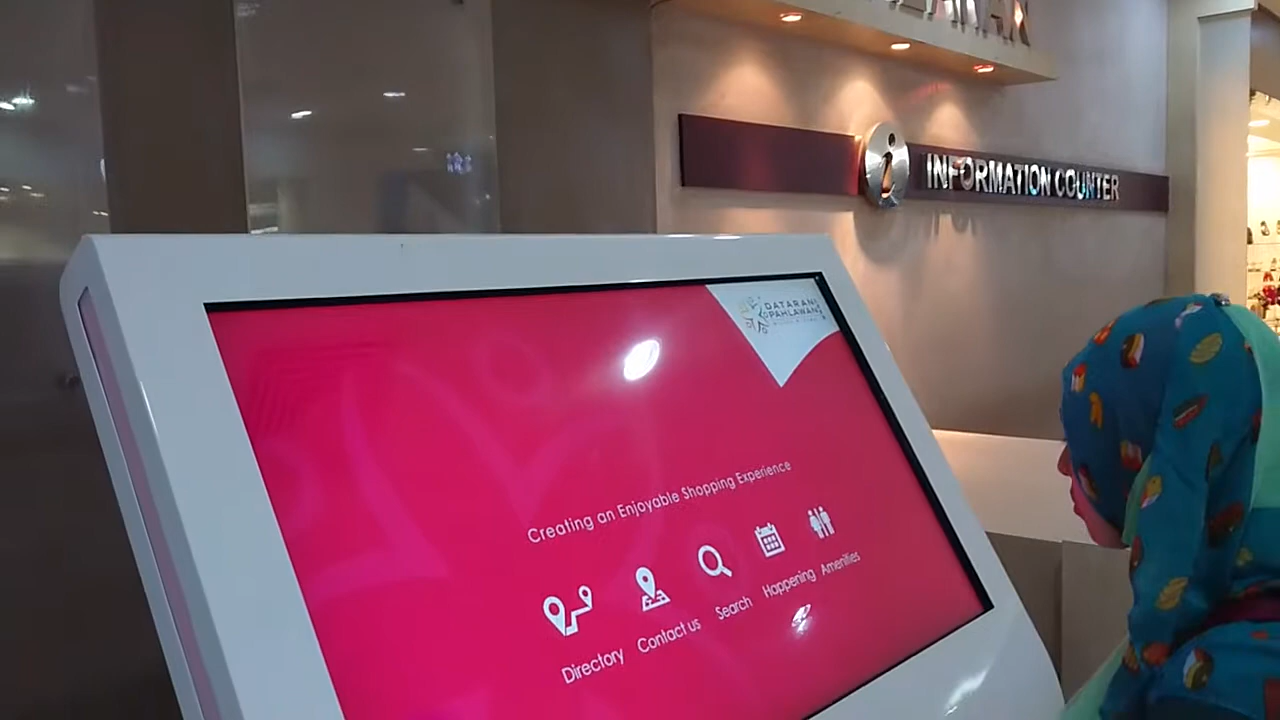 INFORMATION COUNTER
DATARAN
PAHLAWAN
Creating an Enjoyable Shopping Experience
Directory
Contact us
Search
Happening
Amenities